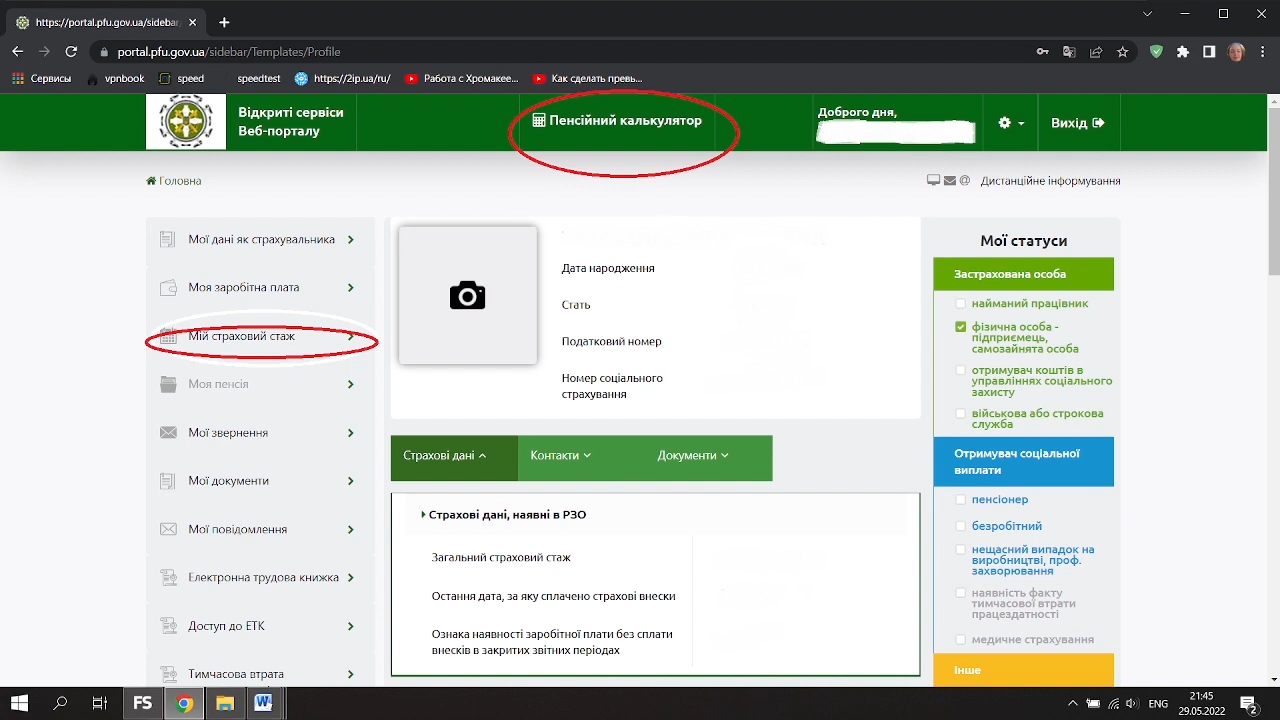 https://portal.pfu.gov.ua/sideba
portal.pfu.gov.ua/sidebar/Templates/Profile
Сервисы
vpnbook
speed
speedtest
https://2ip.ua/ru/
Работа с Хромакее...
Как сделать превь...
Відкриті сервіси
Веб-порталу
Пенсійний калькулятор
Доброго дня,
Вихід
Головна
Дистанційне інформування
Мої дані як страхувальника
Моя заробітна плата
Мій страховий стаж
Моя пенсія
Мої звернення
Мої документи
Мої повідомлення
Електронна трудова книжка
Доступ до ЕТК
Тимчасова втрата
Дата народження
Стать
Податковий номер
Номер соціального
страхування
Страхові дані
Контакти
Документи
Страхові дані, наявні в РЗО
Загальний страховий стаж
Остання дата, за яку сплачено страхові внески
Ознака наявності заробітної плати без сплати
внесків в закритих звітних періодах
Мої статуси
Застрахована особа
найманий працівник
фізична особа -
підприємець,
самозайнята особа
отримувач коштів в
управліннях соціального
захисту
військова або строкова
служба
Отримувач соціальної
виплати
пенсіонер
безробітний
нещасний випадок на
виробництві, проф.
захворювання
наявність факту
тимчасової втрати
працездатності
медичне страхування
Інше
FS
ENG
21:45
29.05.2022
2